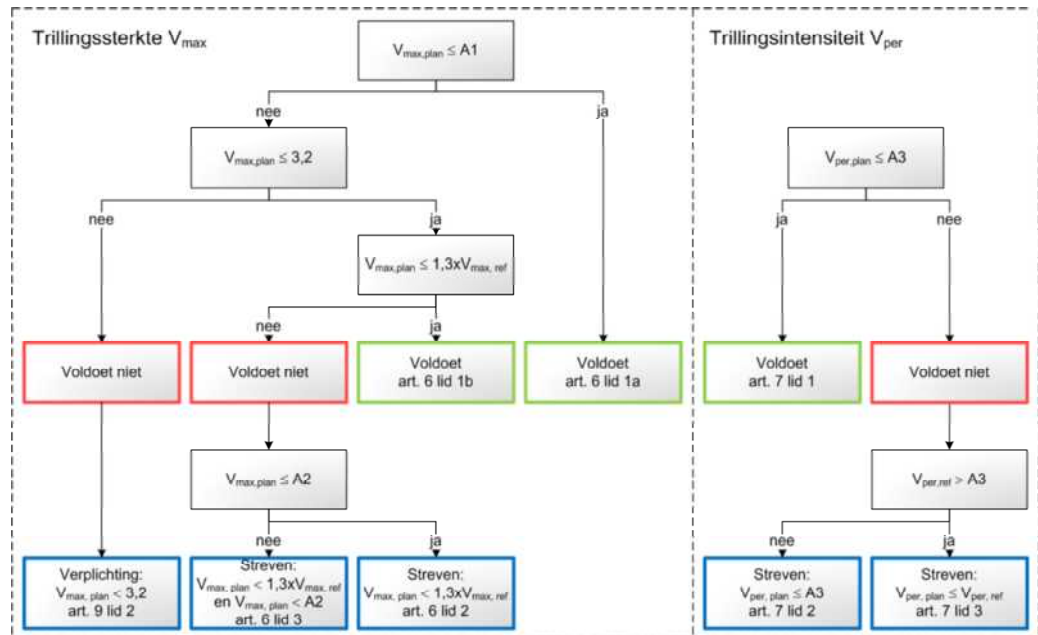 Trillingssterkte Vmax
Vmax,plan ≤ A1
nee
ja
Vmax,plan ≤ 3,2
nee
ja
Vmax,plan ≤ 1,3xVmax, ref
nee
ja
Voldoet niet
Voldoet niet
Voldoet
art. 6 lid 1b
Voldoet
art. 6 lid 1a
Vmax,plan ≤ A2
nee
ja
Verplichting:
Vmax, plan < 3,2
art. 9 lid 2
Streven:
Vmax, plan < 1,3xVmax, ref
en Vmax, plan < A2
art. 6 lid 3
Streven:
Vmax, plan < 1,3xVmax, ref
art. 6 lid 2
Trillingsintensiteit Vper
Vper,plan ≤ A3
ja
nee
Voldoet
art. 7 lid 1
Voldoet niet
Vper,ref > A3
nee
ja
Streven:
Vper, plan ≤ A3
art. 7 lid 2
Streven:
Vper, plan ≤ Vper, ref
art. 7 lid 3